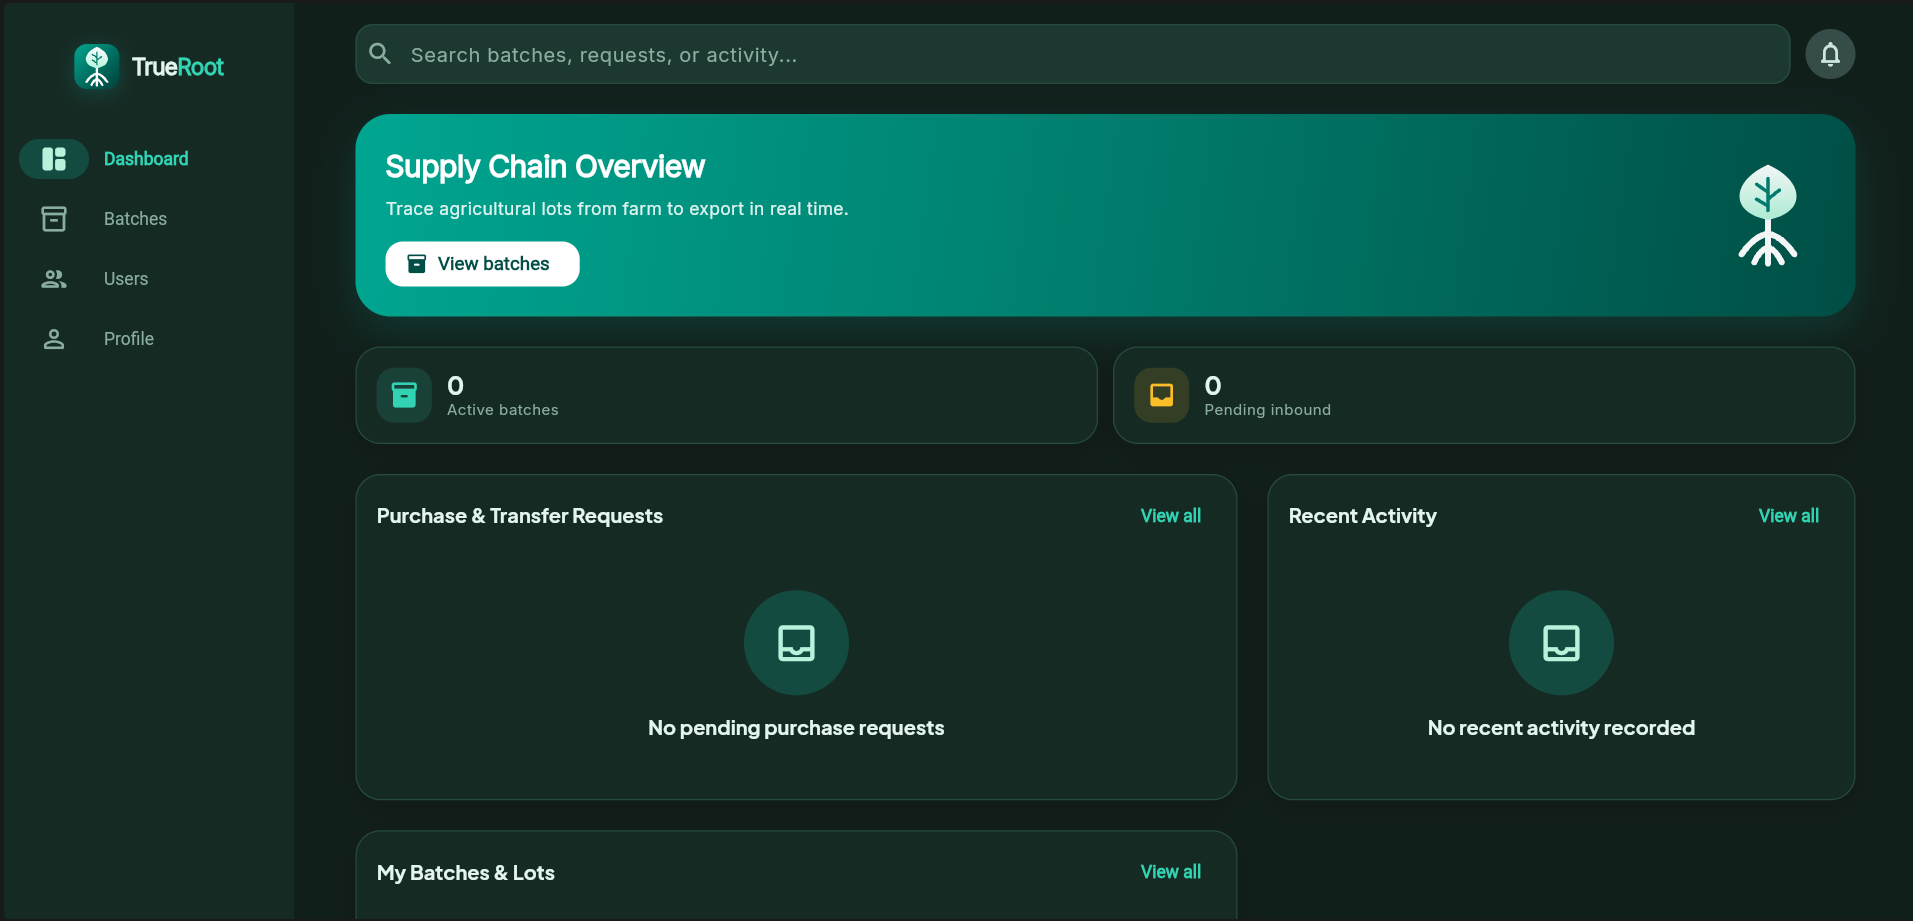 TrueRoot
Search batches, requests, or activity...
Dashboard
Batches
Users
Profile
Supply Chain Overview
Trace agricultural lots from farm to export in real time.
View batches
0
Active batches
0
Pending inbound
Purchase & Transfer Requests
View all
No pending purchase requests
Recent Activity
View all
No recent activity recorded
My Batches & Lots
View all